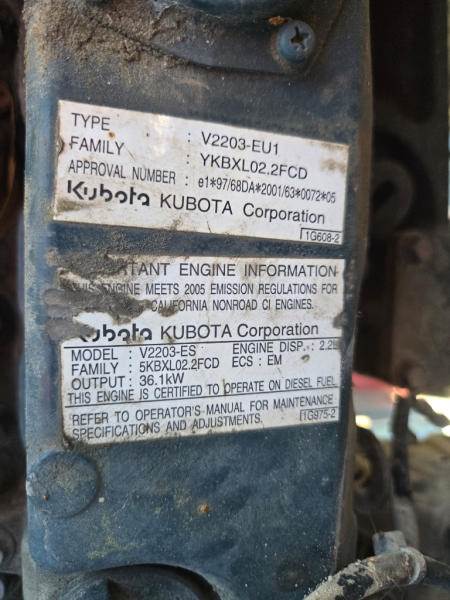 TYPE : V2203-EU1
FAMILY : YKBXL02.2FCD
APPROVAL NUMBER : e1*97/68DA*2001/63*0072*05
Kubota KUBOTA Corporation
1G608-2
ENGINE INFORMATION
ENGINE MEETS 2005 EMISSION REGULATIONS FOR
CALIFORNIA NONROAD CI ENGINES.
Kubota KUBOTA Corporation
MODEL : V2203-ES ENGINE DISP. : 2.2
FAMILY : 5KBXL02.2FCD ECS : EM
OUTPUT : 36.1kW
THIS ENGINE IS CERTIFIED TO OPERATE ON DIESEL FUEL
REFER TO OPERATOR'S MANUAL FOR MAINTENANCE
SPECIFICATIONS AND ADJUSTMENTS.
1G975-2